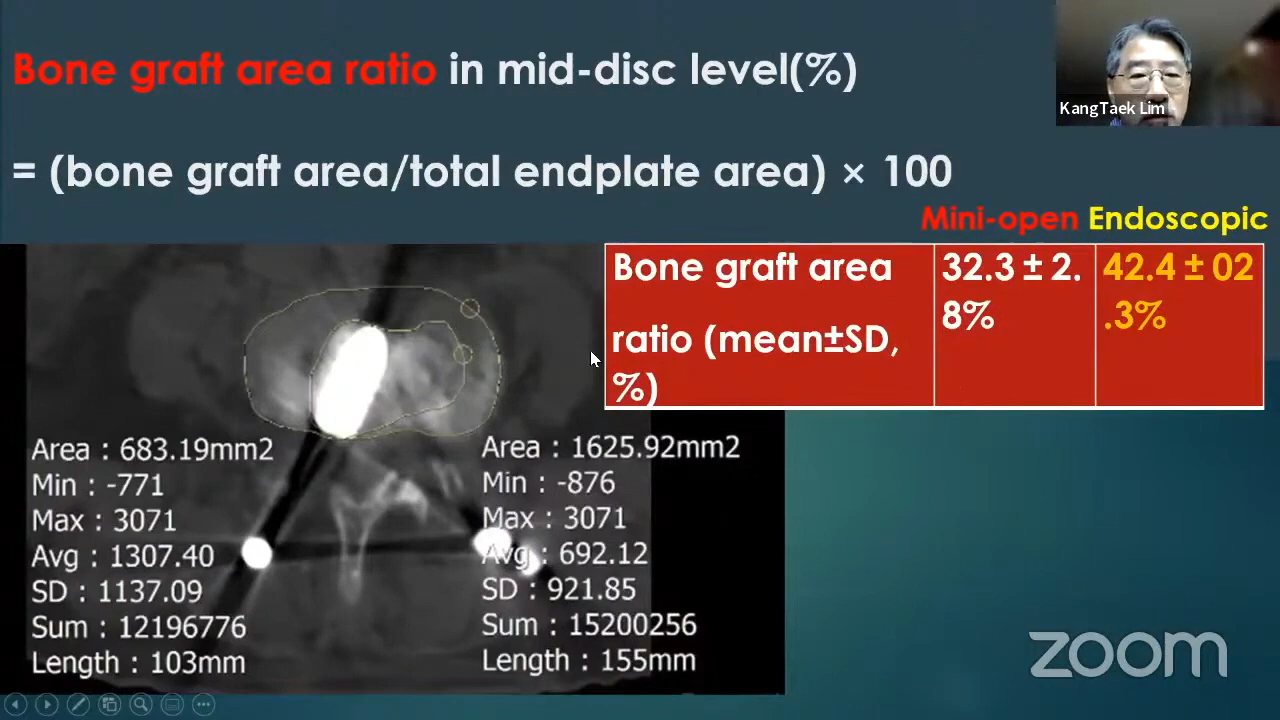 Bone graft area ratio in mid-disc level(%)
= (bone graft area/total endplate area) × 100
KangTaek Lim
Mini-open Endoscopic
Bone graft area
ratio (mean±SD,
%)
32.3 ± 2.
8%
42.4 ± 02
.3%
Area : 683.19mm2
Min : -771
Max : 3071
Avg : 1307.40
SD : 1137.09
Sum : 12196776
Length : 103mm
Area : 1625.92mm2
Min : -876
Max : 3071
Avg : 692.12
SD : 921.85
Sum : 15200256
Length : 155mm
zoom